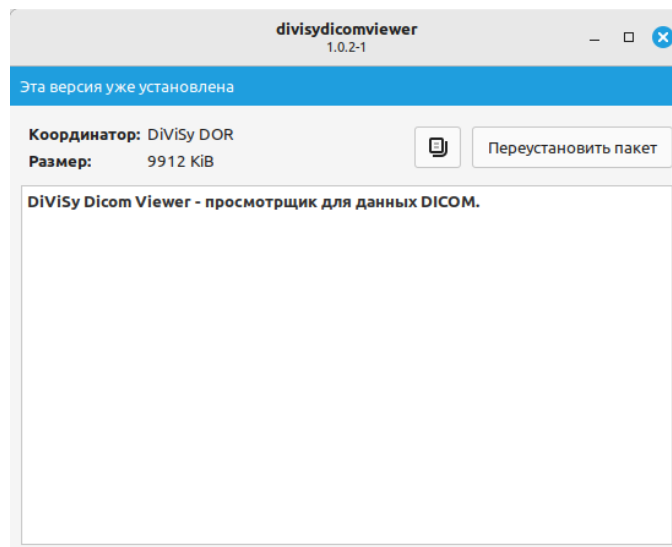 divisydicomviewer
1.0.2-1
Эта версия уже установлена
Координатор: DiViSy DOR
Размер: 9912 KiB
Переустановить пакет
DiViSy Dicom Viewer - просмотрщик для данных DICOM.